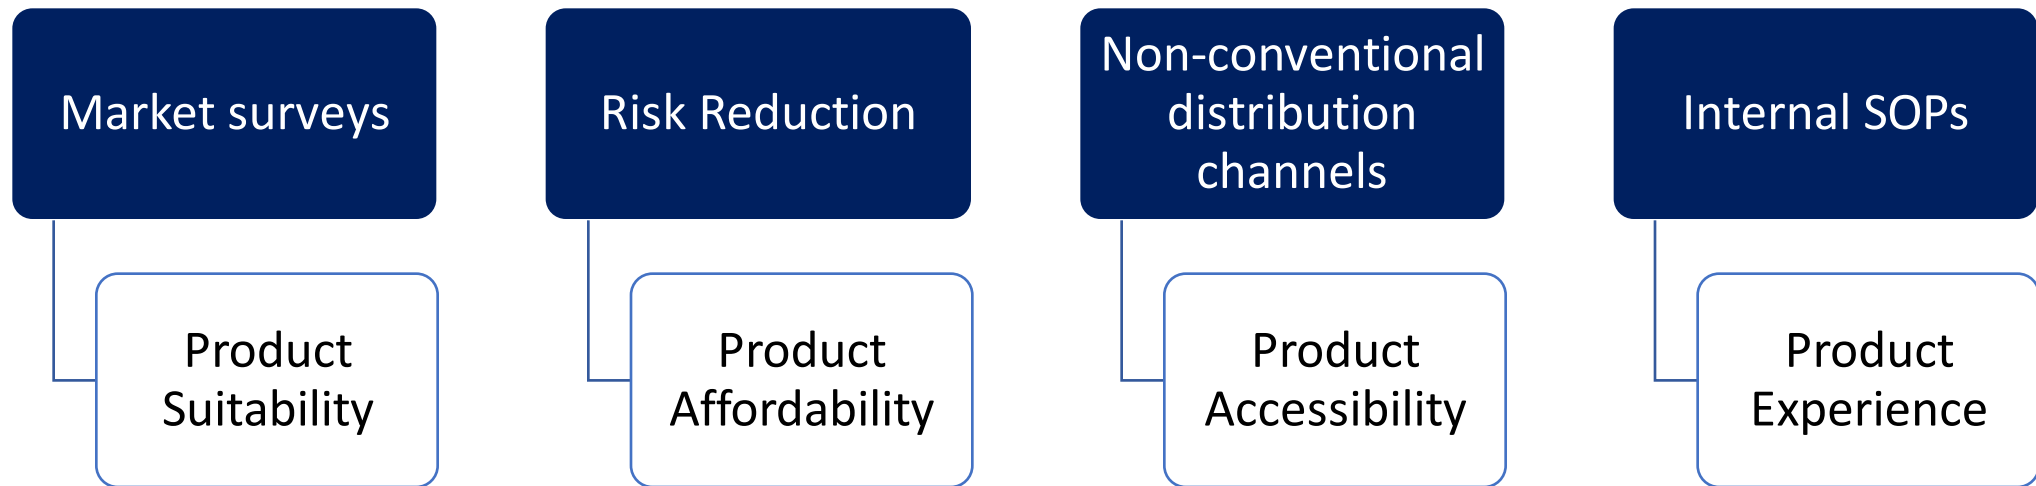 Market surveys
Product
Suitability
Risk Reduction
Product
Affordability
Non-conventional
distribution
channels
Product
Accessibility
Internal SOPs
Product
Experience